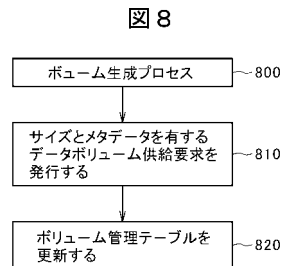 図8
ボューム生成プロセス
800
サイズとメタデータを有する
データボリューム供給要求を
発行する
810
ボリューム管理テーブルを
更新する
820